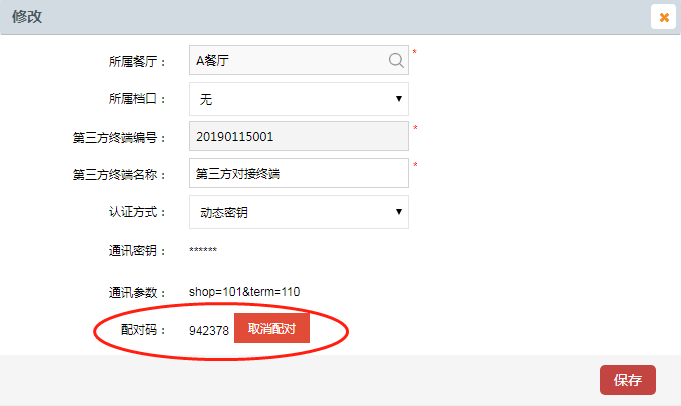 修改
所属餐厅： A餐厅 *
所属档口： 无
第三方终端编号： 20190115001 *
第三方终端名称： 第三方对接终端 *
认证方式： 动态密钥
通讯密钥： ******
通讯参数： shop=101&term=110
配对码： 942378 取消配对
保存